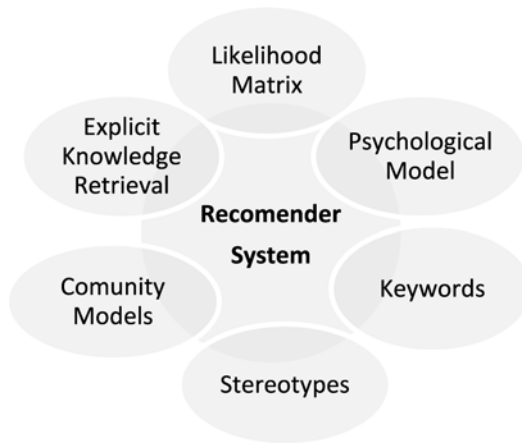 Likelihood
Matrix
Explicit
Knowledge
Retrieval
Psychological
Model
Recomender
System
Comunity
Models
Keywords
Stereotypes